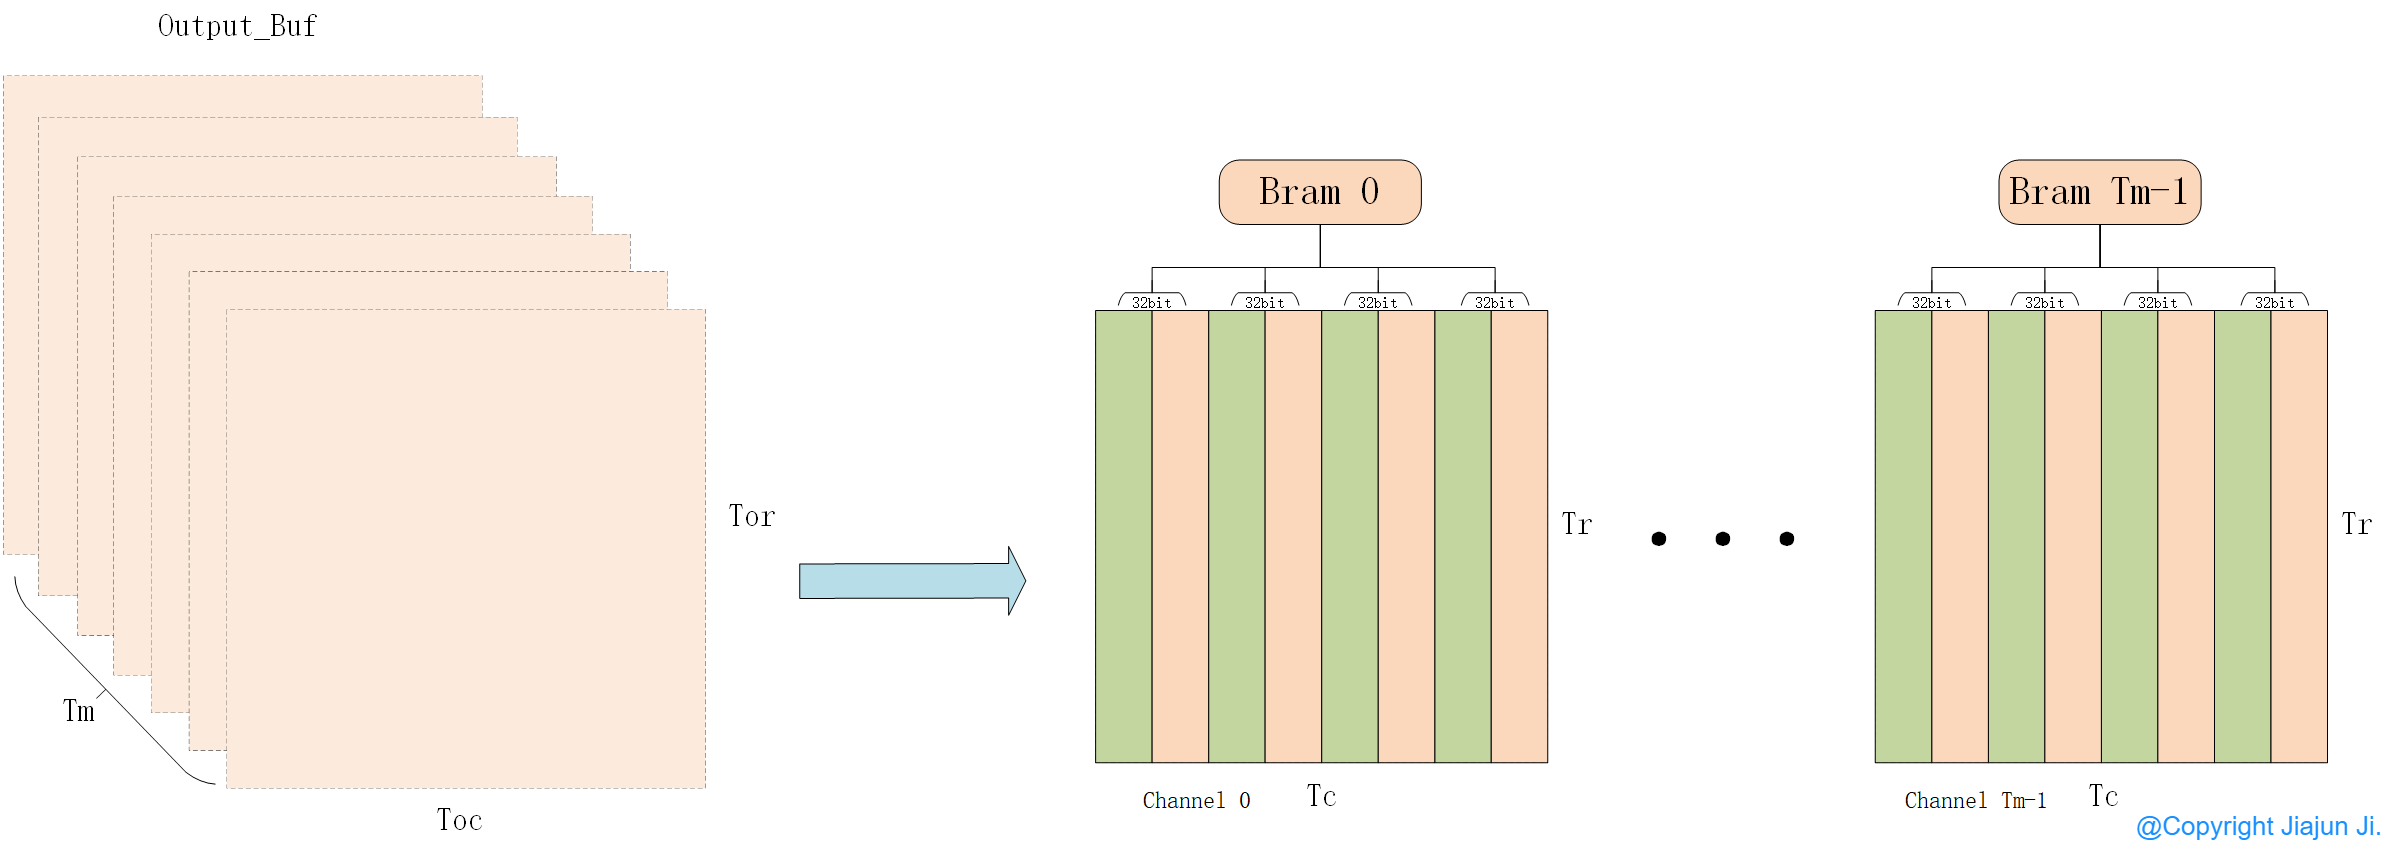 Output_Buf
Tor
Tm
Toc
Bram 0
32bit 32bit 32bit 32bit
Tr
Channel 0 Tc
Bram Tm-1
32bit 32bit 32bit 32bit
Tr
Channel Tm-1 Tc
@Copyright Jiajun Ji.